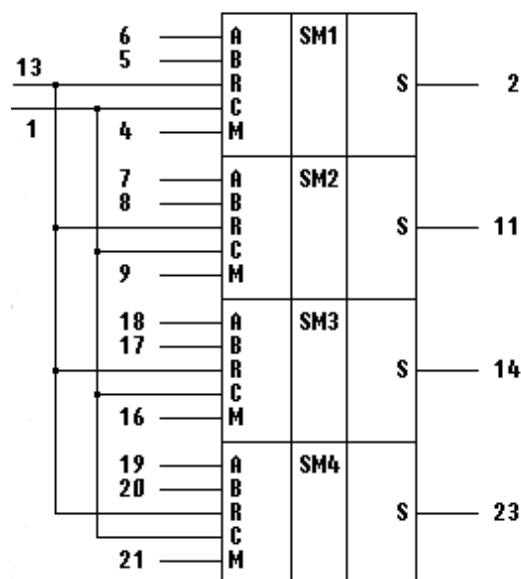 6 A SM1
5 B
13 R S 2
1 C
4 M
7 A SM2
8 B
R S 11
C
9 M
18 A SM3
17 B
R S 14
C
16 M
19 A SM4
20 B
R S 23
C
21 M